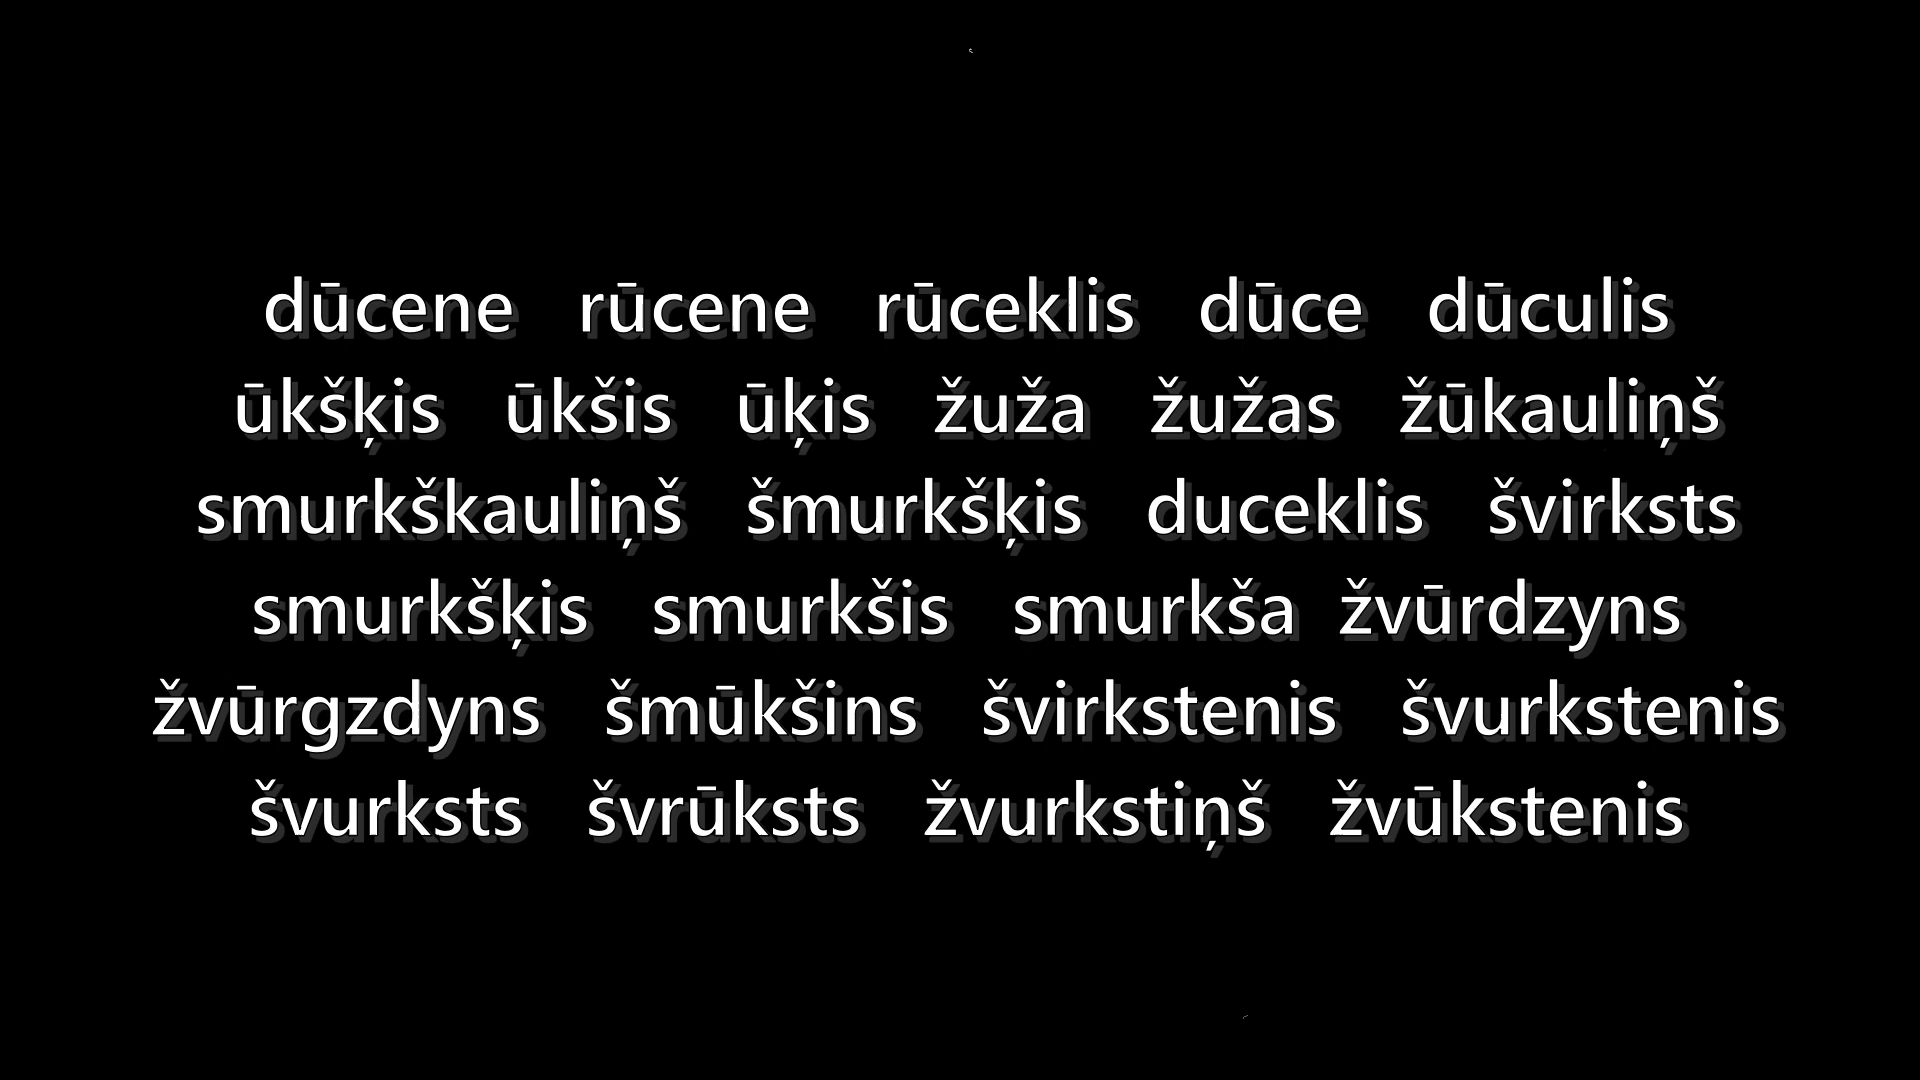 dūcene rūcene rūceklis dūce dūculis
ūkšķis ūkšis ūķis žuža žužas žūkauliņš
smurkškauliņš šmurkšķis duceklis švirksts
smurkšķis smurkšis smurkša žvūrdzyns
žvūrgzdyns šmūkšins švirkstenis švurkstenis
švurksts švrūksts žvurkstiņš žvūkstenis